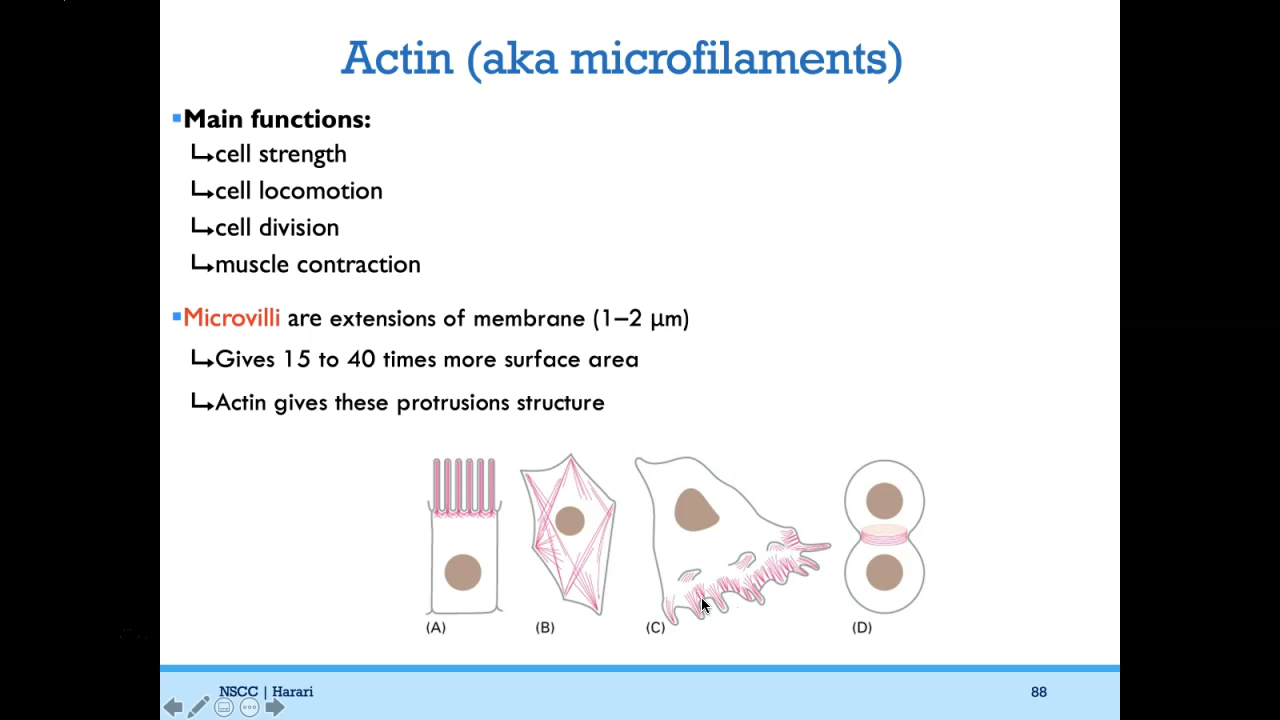 Actin (aka microfilaments)
Main functions:
cell strength
cell locomotion
cell division
muscle contraction
Microvilli are extensions of membrane (1–2 µm)
Gives 15 to 40 times more surface area
Actin gives these protrusions structure
(A) (B) (C) (D)
NSCC | Harari 88